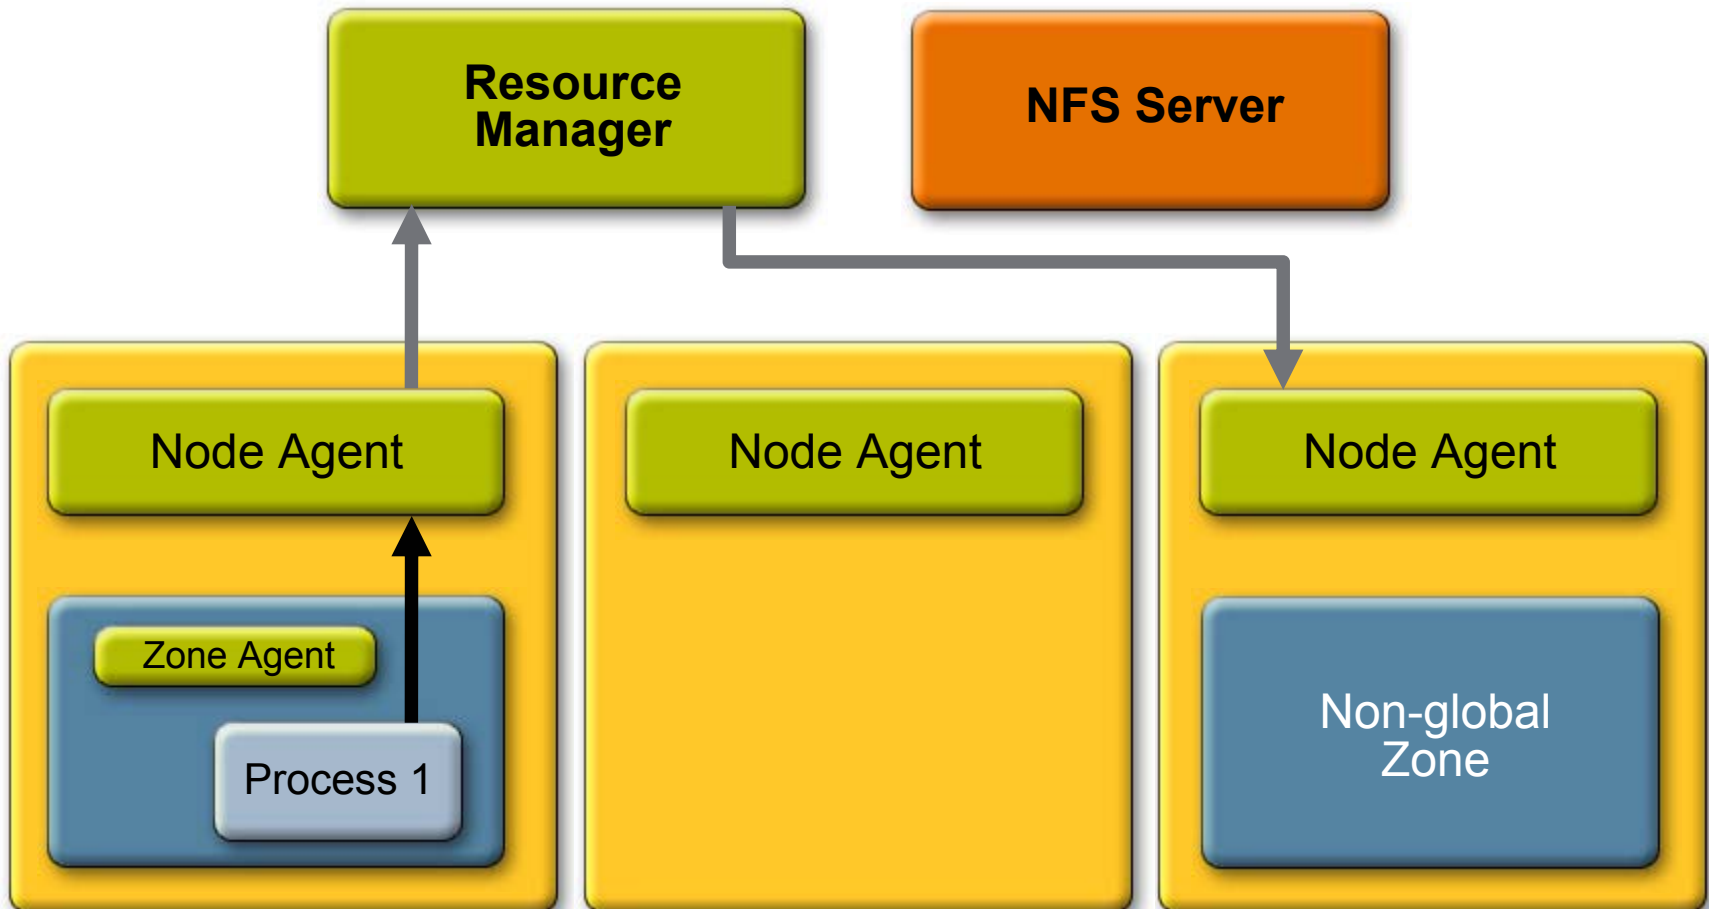 Resource
Manager
NFS Server
Node Agent
Node Agent
Node Agent
Zone Agent
Process 1
Non-global
Zone